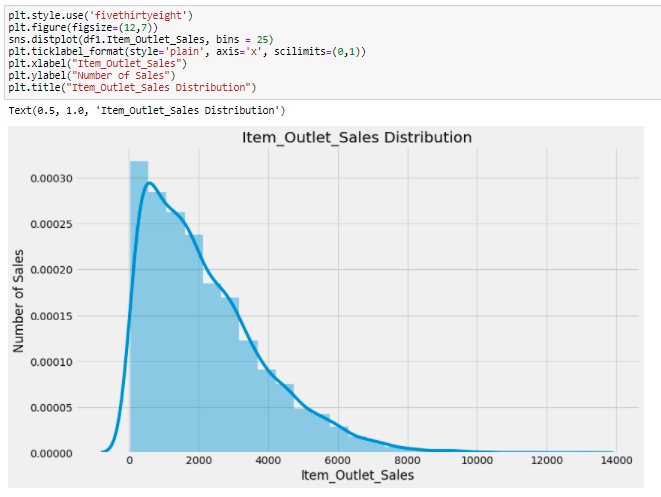 plt.style.use('fivethirtyeight')
plt.figure(figsize=(12,7))
sns.distplot(df1.Item_Outlet_Sales, bins = 25)
plt.ticklabel_format(style='plain', axis='x', scilimits=(0,1))
plt.xlabel("Item_Outlet_Sales")
plt.ylabel("Number of Sales")
plt.title("Item_Outlet_Sales Distribution")
Text(0.5, 1.0, 'Item_Outlet_Sales Distribution')
Item_Outlet_Sales Distribution
Number of Sales
0.00030
0.00025
0.00020
0.00015
0.00010
0.00005
0.00000
0 2000 4000 6000 8000 10000 12000 14000
Item_Outlet_Sales